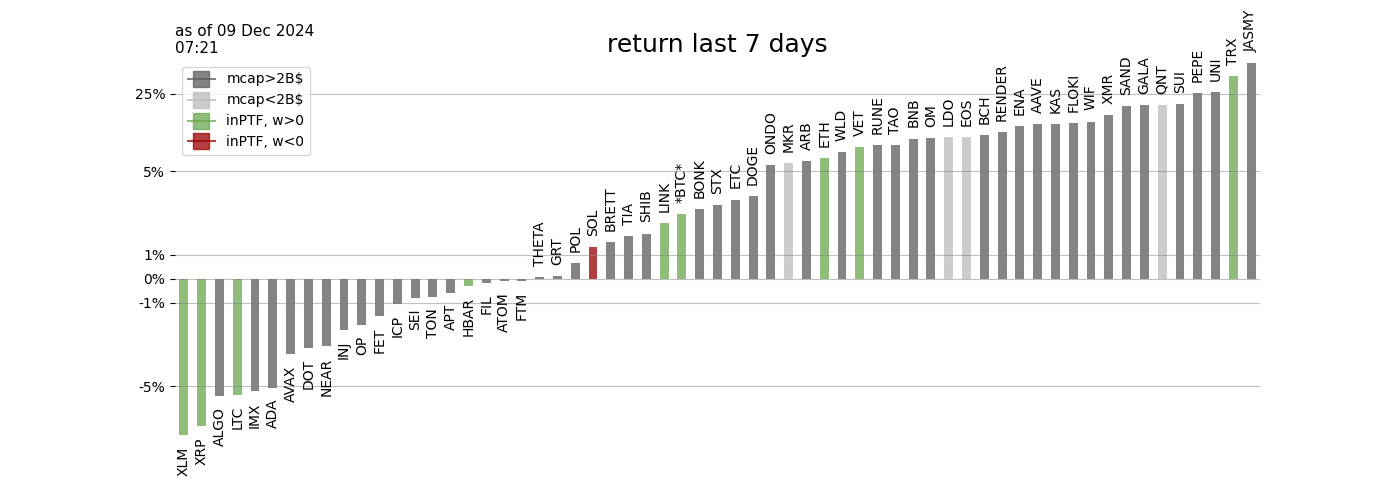 as of 09 Dec 2024
07:21
return last 7 days
mcap>2B$
mcap<2B$
inPTF, w>0
inPTF, w<0
25%
5%
1%
0%
-1%
-5%
XLM
XRP
ALGO
LTC
IMX
ADA
AVAX
DOT
NEAR
INJ
OP
FET
ICP
SEI
TON
APT
HBAR
FIL
ATOM
FTM
THETA
GRT
POL
SOL
BRETT
TIA
SHIB
LINK
*BTC*
BONK
STX
ETC
DOGE
ONDO
MKR
ARB
ETH
WLD
VET
RUNE
TAO
BNB
OM
LDO
EOS
BCH
RENDER
ENA
AAVE
KAS
FLOKI
WIF
XMR
SAND
GALA
QNT
SUI
PEPE
UNI
TRX
JASMY